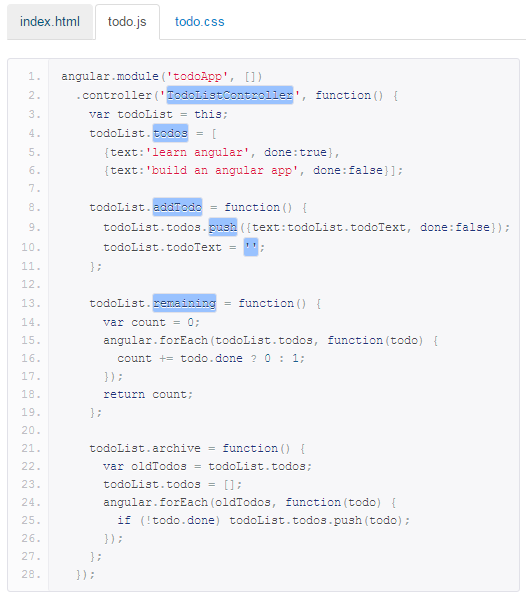 index.html todo.js todo.css
1. angular.module('todoApp', [])
2. .controller('TodoListController', function() {
3. var todoList = this;
4. todoList.todos = [
5. {text:'learn angular', done:true},
6. {text:'build an angular app', done:false}];
7.
8. todoList.addTodo = function() {
9. todoList.todos.push({text:todoList.todoText, done:false});
10. todoList.todoText = '';
11. };
12.
13. todoList.remaining = function() {
14. var count = 0;
15. angular.forEach(todoList.todos, function(todo) {
16. count += todo.done ? 0 : 1;
17. });
18. return count;
19. };
20.
21. todoList.archive = function() {
22. var oldTodos = todoList.todos;
23. todoList.todos = [];
24. angular.forEach(oldTodos, function(todo) {
25. if (!todo.done) todoList.todos.push(todo);
26. });
27. };
28. });